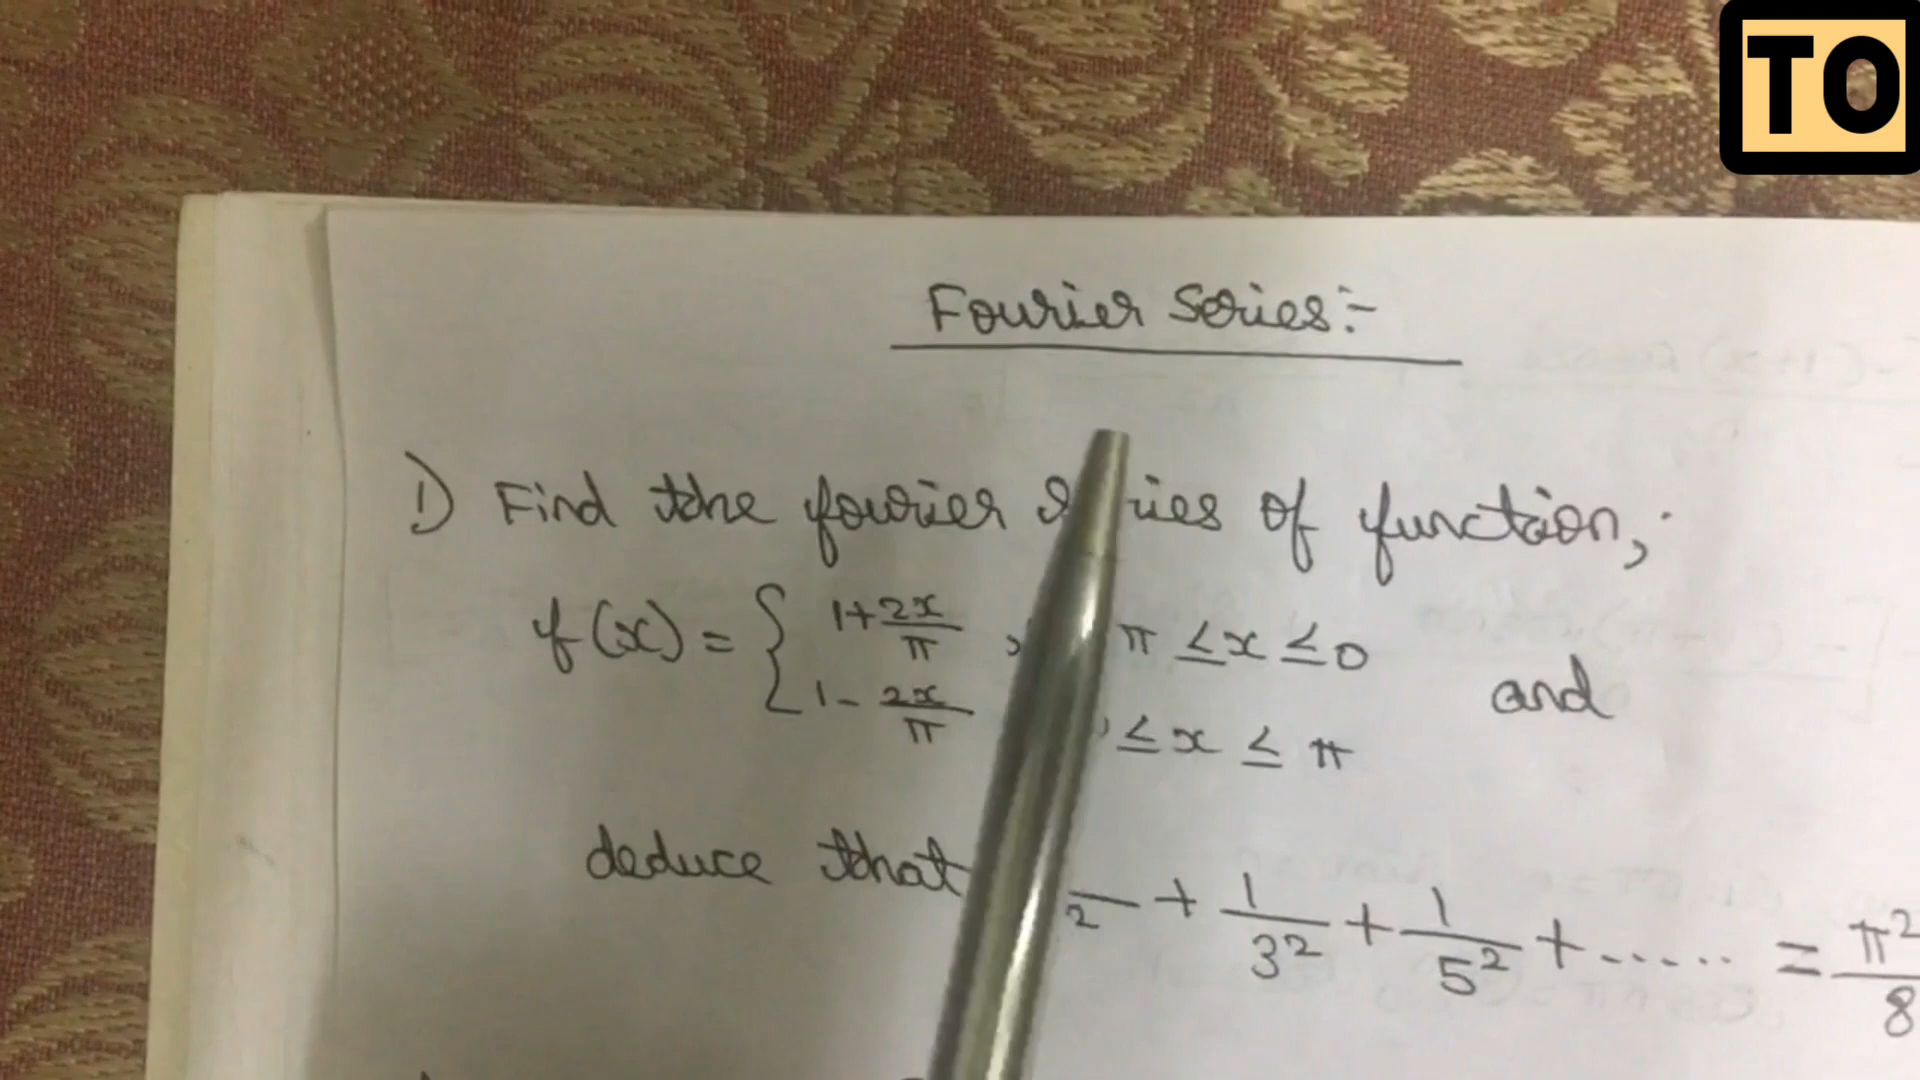 TO
Fourier Series:-
1) Find the fourier ries of function,
f(x) = { 1+2x/π , π ≤x ≤0
1- 2x/π ≤ x ≤ π and
deduce that 2 + 1/3² + 1/5² + ..... = π²/8